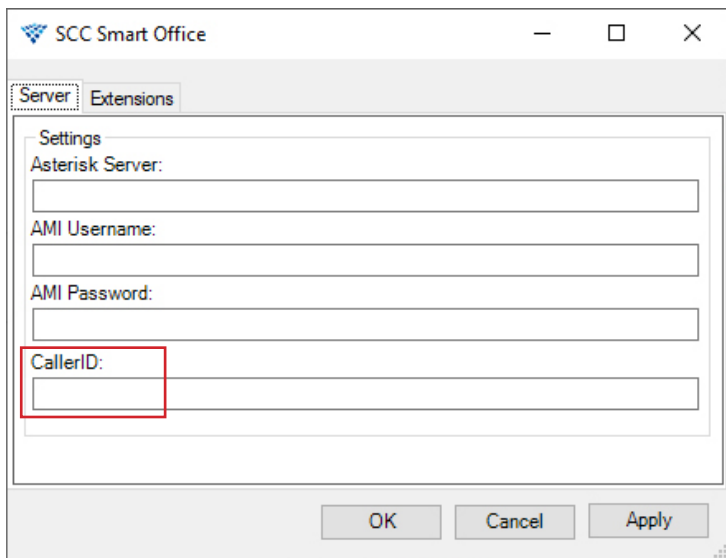 SCC Smart Office
Server Extensions
Settings
Asterisk Server:
AMI Username:
AMI Password:
CallerID:
OK Cancel Apply